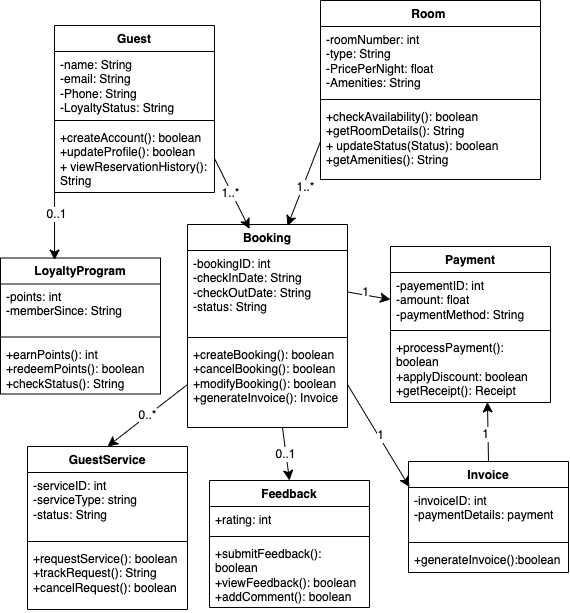 Guest
-name: String
-email: String
-Phone: String
-LoyaltyStatus: String
+createAccount(): boolean
+updateProfile(): boolean
+ viewReservationHistory():
String
Room
-roomNumber: int
-type: String
-PricePerNight: float
-Amenities: String
+checkAvailability(): boolean
+getRoomDetails(): String
+ updateStatus(Status): boolean
+getAmenities(): String
0..1
1..*
1..*
LoyaltyProgram
-points: int
-memberSince: String
+earnPoints(): int
+redeemPoints(): boolean
+checkStatus(): String
Booking
-bookingID: int
-checkInDate: String
-checkOutDate: String
-status: String
+createBooking(): boolean
+cancelBooking(): boolean
+modifyBooking(): boolean
+generateInvoice(): Invoice
1
Payment
-payementID: int
-amount: float
-paymentMethod: String
+processPayment():
boolean
+applyDiscount: boolean
+getReceipt(): Receipt
0..*
0..1
1
1
GuestService
-serviceID: int
-serviceType: string
-status: String
+requestService(): boolean
+trackRequest(): String
+cancelRequest(): boolean
Feedback
+rating: int
+submitFeedback():
boolean
+viewFeedback(): boolean
+addComment(): boolean
Invoice
-invoiceID: int
-paymentDetails: payment
+generateInvoice():boolean